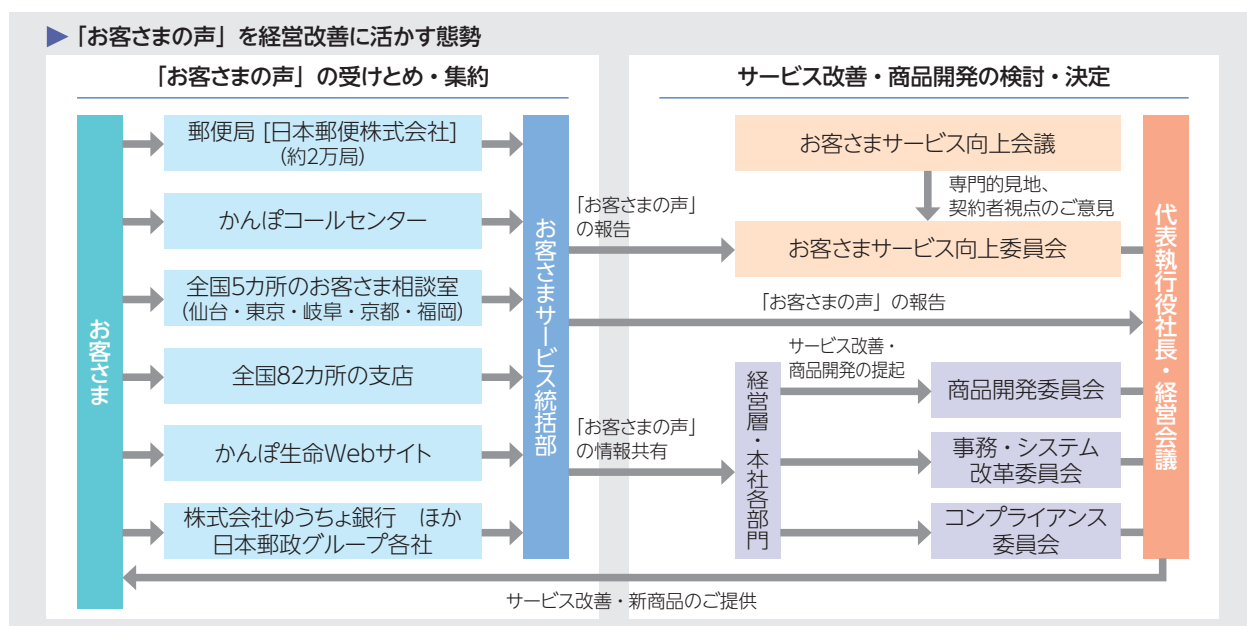 ▶「お客さまの声」を経営改善に活かす態勢
「お客さまの声」の受けとめ・集約
お客さま
郵便局 [日本郵便株式会社]
(約2万局)
かんぽコールセンター
全国5カ所のお客さま相談室
(仙台・東京・岐阜・京都・福岡)
全国82カ所の支店
かんぽ生命Webサイト
株式会社ゆうちょ銀行　ほか
日本郵政グループ各社
お客さまサービス統括部
サービス改善・商品開発の検討・決定
お客さまサービス向上会議
専門的見地、
契約者視点のご意見
「お客さまの声」
の報告
お客さまサービス向上委員会
「お客さまの声」の報告
「お客さまの声」
の情報共有
経営層・本社各部門
サービス改善・
商品開発の提起
商品開発委員会
事務・システム
改革委員会
コンプライアンス
委員会
代表執行役社長・経営会議
サービス改善・新商品のご提供